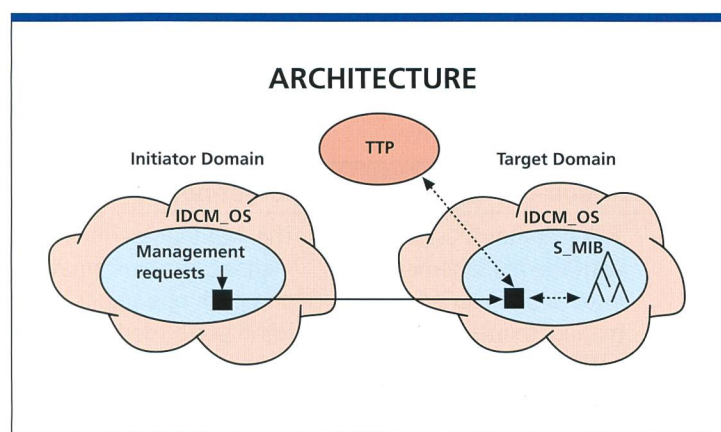 ARCHITECTURE
TTP
Initiator Domain
Target Domain
IDCM_OS
IDCM_OS
Management
requests
S_MIB